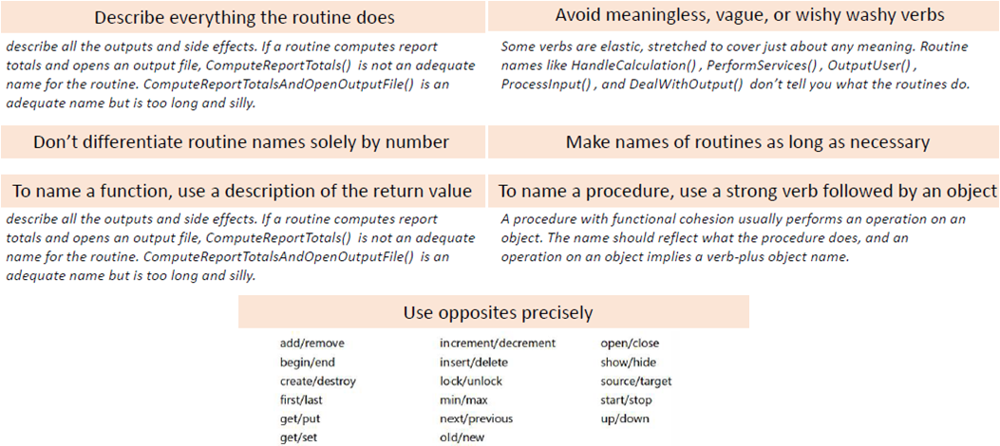 Describe everything the routine does
describe all the outputs and side effects. If a routine computes report
totals and opens an output file, ComputeReportTotals() is not an adequate
name for the routine. ComputeReportTotalsAndOpenOutputFile() is an
adequate name but is too long and silly.
Avoid meaningless, vague, or wishy washy verbs
Some verbs are elastic, stretched to cover just about any meaning. Routine
names like HandleCalculation() , PerformServices() , OutputUser() ,
ProcessInput() , and DealWithOutput() don't tell you what the routines do.
Don't differentiate routine names solely by number
Make names of routines as long as necessary
To name a function, use a description of the return value
describe all the outputs and side effects. If a routine computes report
totals and opens an output file, ComputeReportTotals() is not an adequate
name for the routine. ComputeReportTotalsAndOpenOutputFile() is an
adequate name but is too long and silly.
To name a procedure, use a strong verb followed by an object
A procedure with functional cohesion usually performs an operation on an
object. The name should reflect what the procedure does, and an
operation on an object implies a verb-plus object name.
Use opposites precisely
add/remove
begin/end
create/destroy
first/last
get/put
get/set
increment/decrement
insert/delete
lock/unlock
min/max
next/previous
old/new
open/close
show/hide
source/target
start/stop
up/down